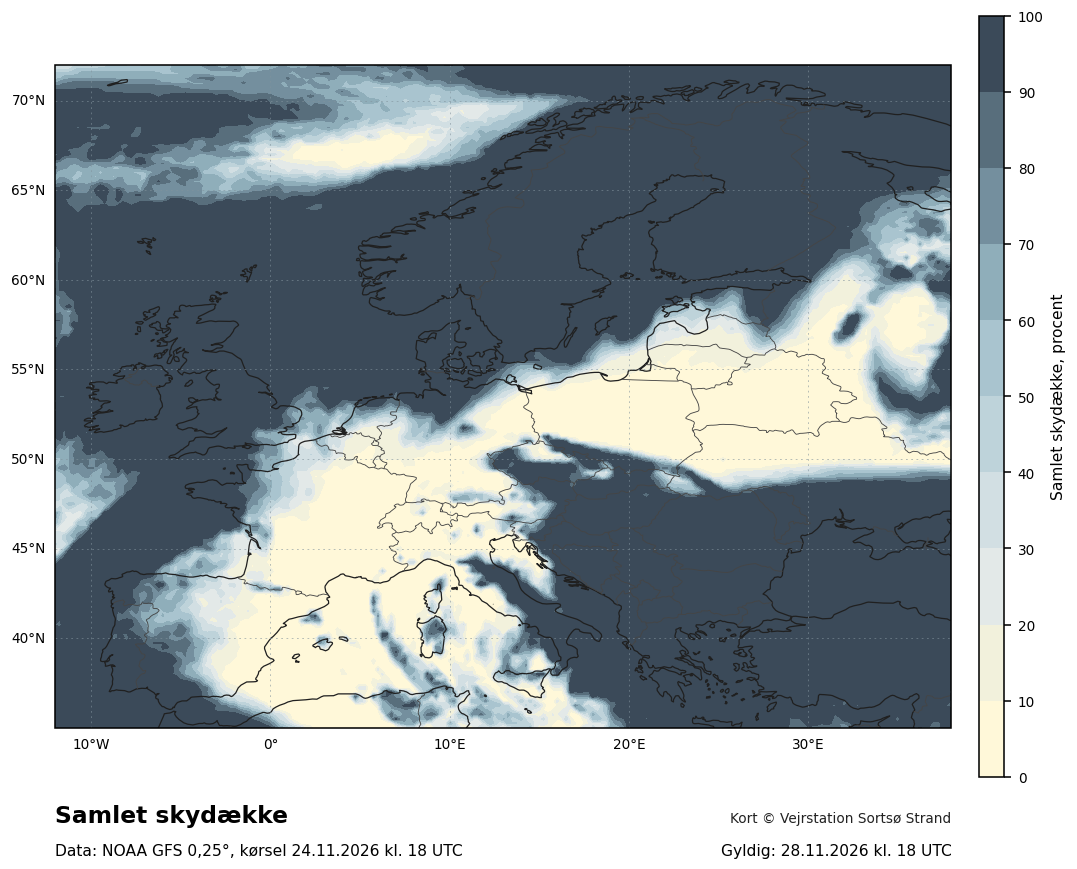 100
90
80
70
60
50
40
30
20
10
0
Samlet skydække, procent
70°N
65°N
60°N
55°N
50°N
45°N
40°N
10°W
0°
10°E
20°E
30°E
Samlet skydække
Kort © Vejrstation Sortsø Strand
Data: NOAA GFS 0,25°, kørsel 24.11.2026 kl. 18 UTC
Gyldig: 28.11.2026 kl. 18 UTC